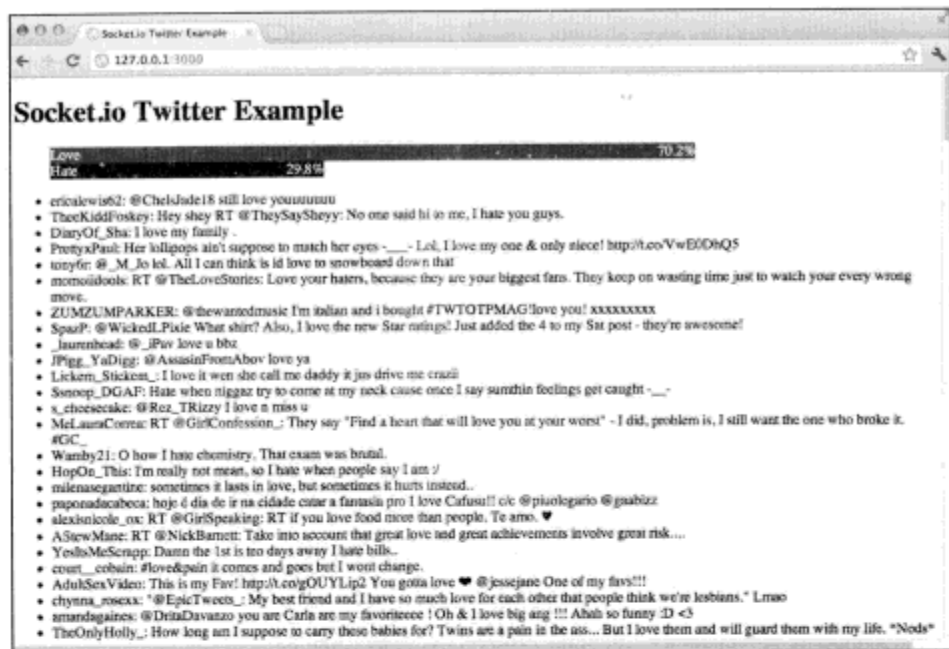 Socket.io Twitter Example
127.0.0.1:3000
Socket.io Twitter Example
Love 70.2%
Hate 29.8%
ericalewis62: @ChelsJade18 still love youuuuuuu
TheeKiddFoskey: Hey shey RT @TheySaySheyy: No one said hi to me, I hate you guys.
DiaryOf_Sha: I love my family .
PrettyxPaul: Her lollipops ain't suppose to match her eyes -___- Lol, I love my one & only niece! http://t.co/VwE0DhQ5
tony6r: @_M_Jo lol. All I can think is id love to snowboard down that
momoiidools: RT @TheLoveStories: Love your haters, because they are your biggest fans. They keep on wasting time just to watch your every wrong
move.
ZUMZUMPARKER: @thewantedmusic I'm italian and i bought #TWTOTPMAG!love you! xxxxxxxxx
SpazP: @WickedLPixie What shirt? Also, I love the new Star ratings! Just added the 4 to my Sat post - they're awesome!
_laurenhead: @_iPav love u bbz
JPigg_YaDigg: @AssasinFromAbov love ya
Lickem_Stickem_: I love it wen she call me daddy it jus drive me crazii
Ssnoop_DGAF: Hate when niggaz try to come at my neck cause once I say sumthin feelings get caught -__-
s_cheesecake: @Rez_TRizzy I love n miss u
McLauraCorrea: RT @GirlConfession_: They say "Find a heart that will love you at your worst" - I did, problem is, I still want the one who broke it.
#GC_
Wamby21: O how I hate chemistry. That exam was brutal.
HopOn_This: I'm really not mean, so I hate when people say I am :/
milenasegantine: sometimes it lasts in love, but sometimes it hurts instead..
paponadacabeca: hoje é dia de ir na cidade catar a fantasia pro I love Cafusu!! c/c @piuologario @gnabizz
alexisnicole_ox: RT @GirlSpeaking: RT if you love food more than people. Te amo. ♥
AStewMane: RT @NickBarnett: Take into account that great love and great achievements involve great risk....
YesItsMeScrapp: Damn the 1st is too days away I hate bills..
court__cobain: #love&pain it comes and goes but I wont change.
AdultSexVideo: This is my Fav! http://t.co/gOUYLip2 You gotta love ❤ @jessejane One of my favs!!!
chynna_rosexx: "@EpicTweets_: My best friend and I have so much love for each other that people think we're lesbians." Lmao
amandagaines: @DritaDavanzo you are Carla are my favoriteeee ! Oh & I love big ang !!! Ahah so funny :D <3
TheOnlyHolly_: How long am I suppose to carry these babies for? Twins are a pain in the ass... But I love them and will guard them with my life. *Nods*